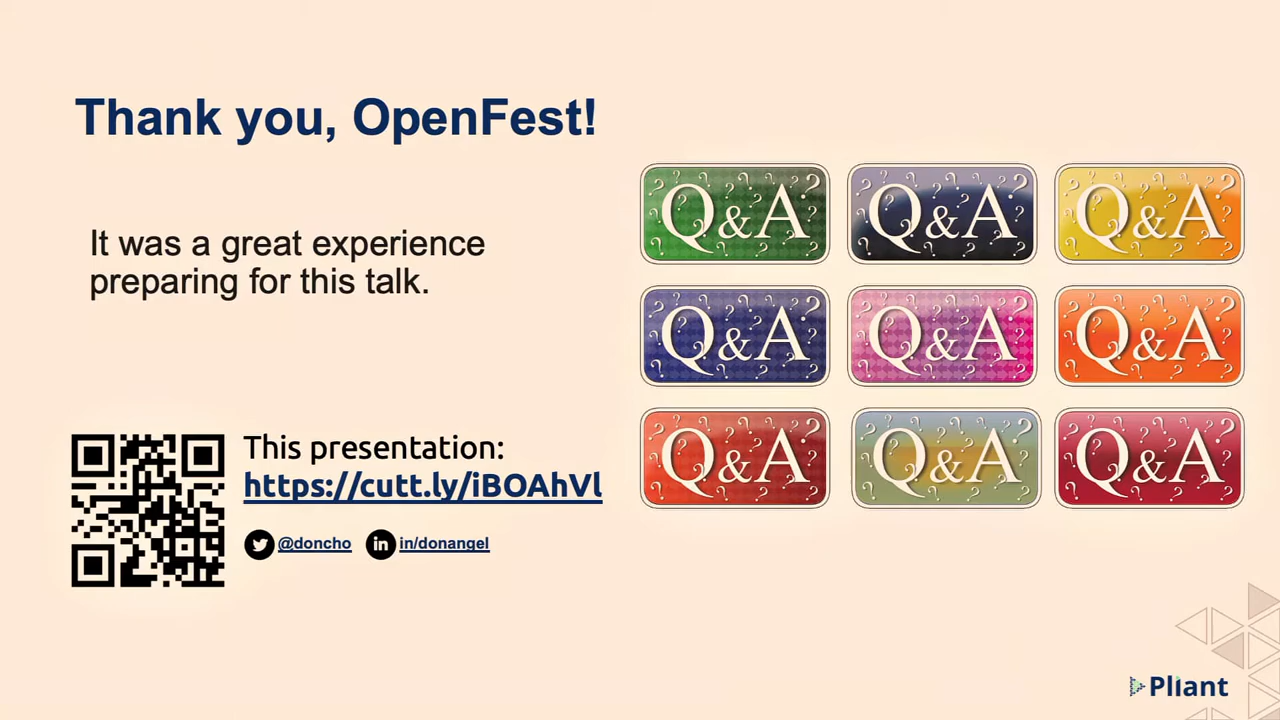 Thank you, OpenFest!
It was a great experience
preparing for this talk.
This presentation:
https://cutt.ly/iBOAhVl
@doncho in/donangel
Q&A Q&A Q&A
Q&A Q&A Q&A
Q&A Q&A Q&A
Pliant